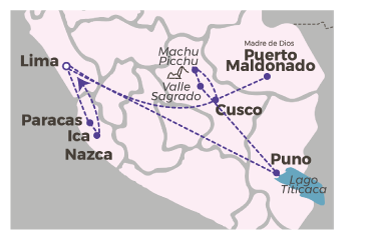 Madre de Dios
Machu
Picchu
Puerto
Maldonado
Lima
Valle
Sagrado
Cusco
Paracas
Ica
Nazca
Puno
Lago
Titicaca